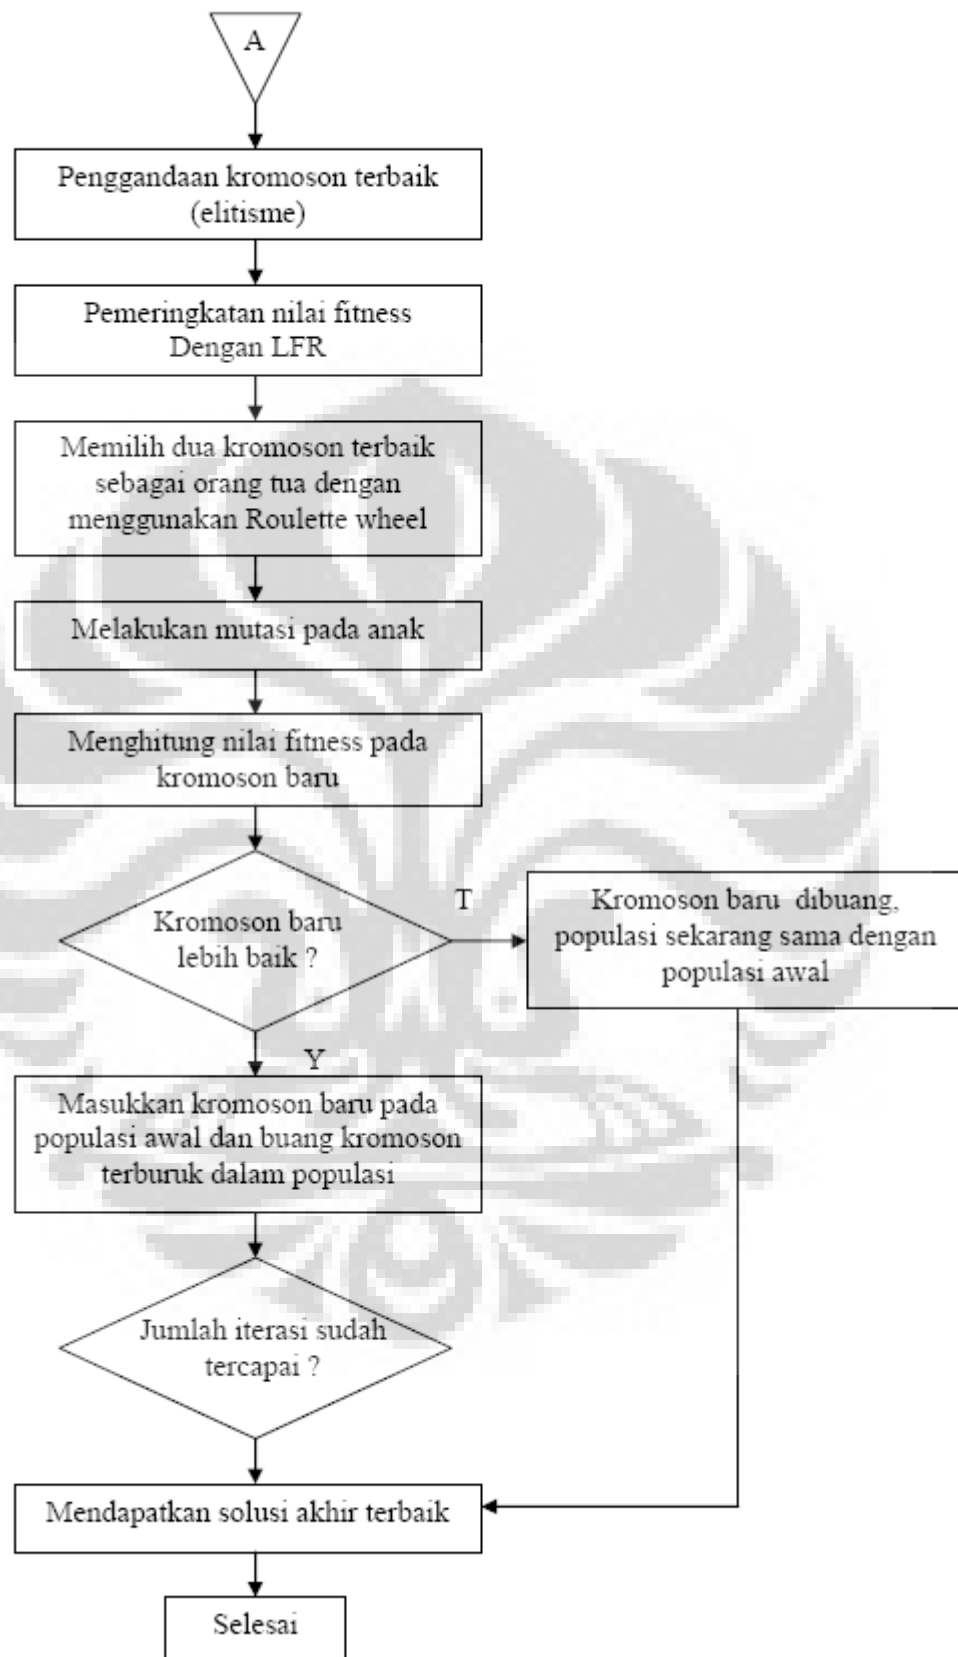 A
Penggandaan kromoson terbaik
(elitisme)
Pemeringkatan nilai fitness
Dengan LFR
Memilih dua kromoson terbaik
sebagai orang tua dengan
menggunakan Roulette wheel
Melakukan mutasi pada anak
Menghitung nilai fitness pada
kromoson baru
Kromoson baru
lebih baik ?
T
Kromoson baru dibuang,
populasi sekarang sama dengan
populasi awal
Y
Masukkan kromoson baru pada
populasi awal dan buang kromoson
terburuk dalam populasi
Jumlah iterasi sudah
tercapai ?
Mendapatkan solusi akhir terbaik
Selesai